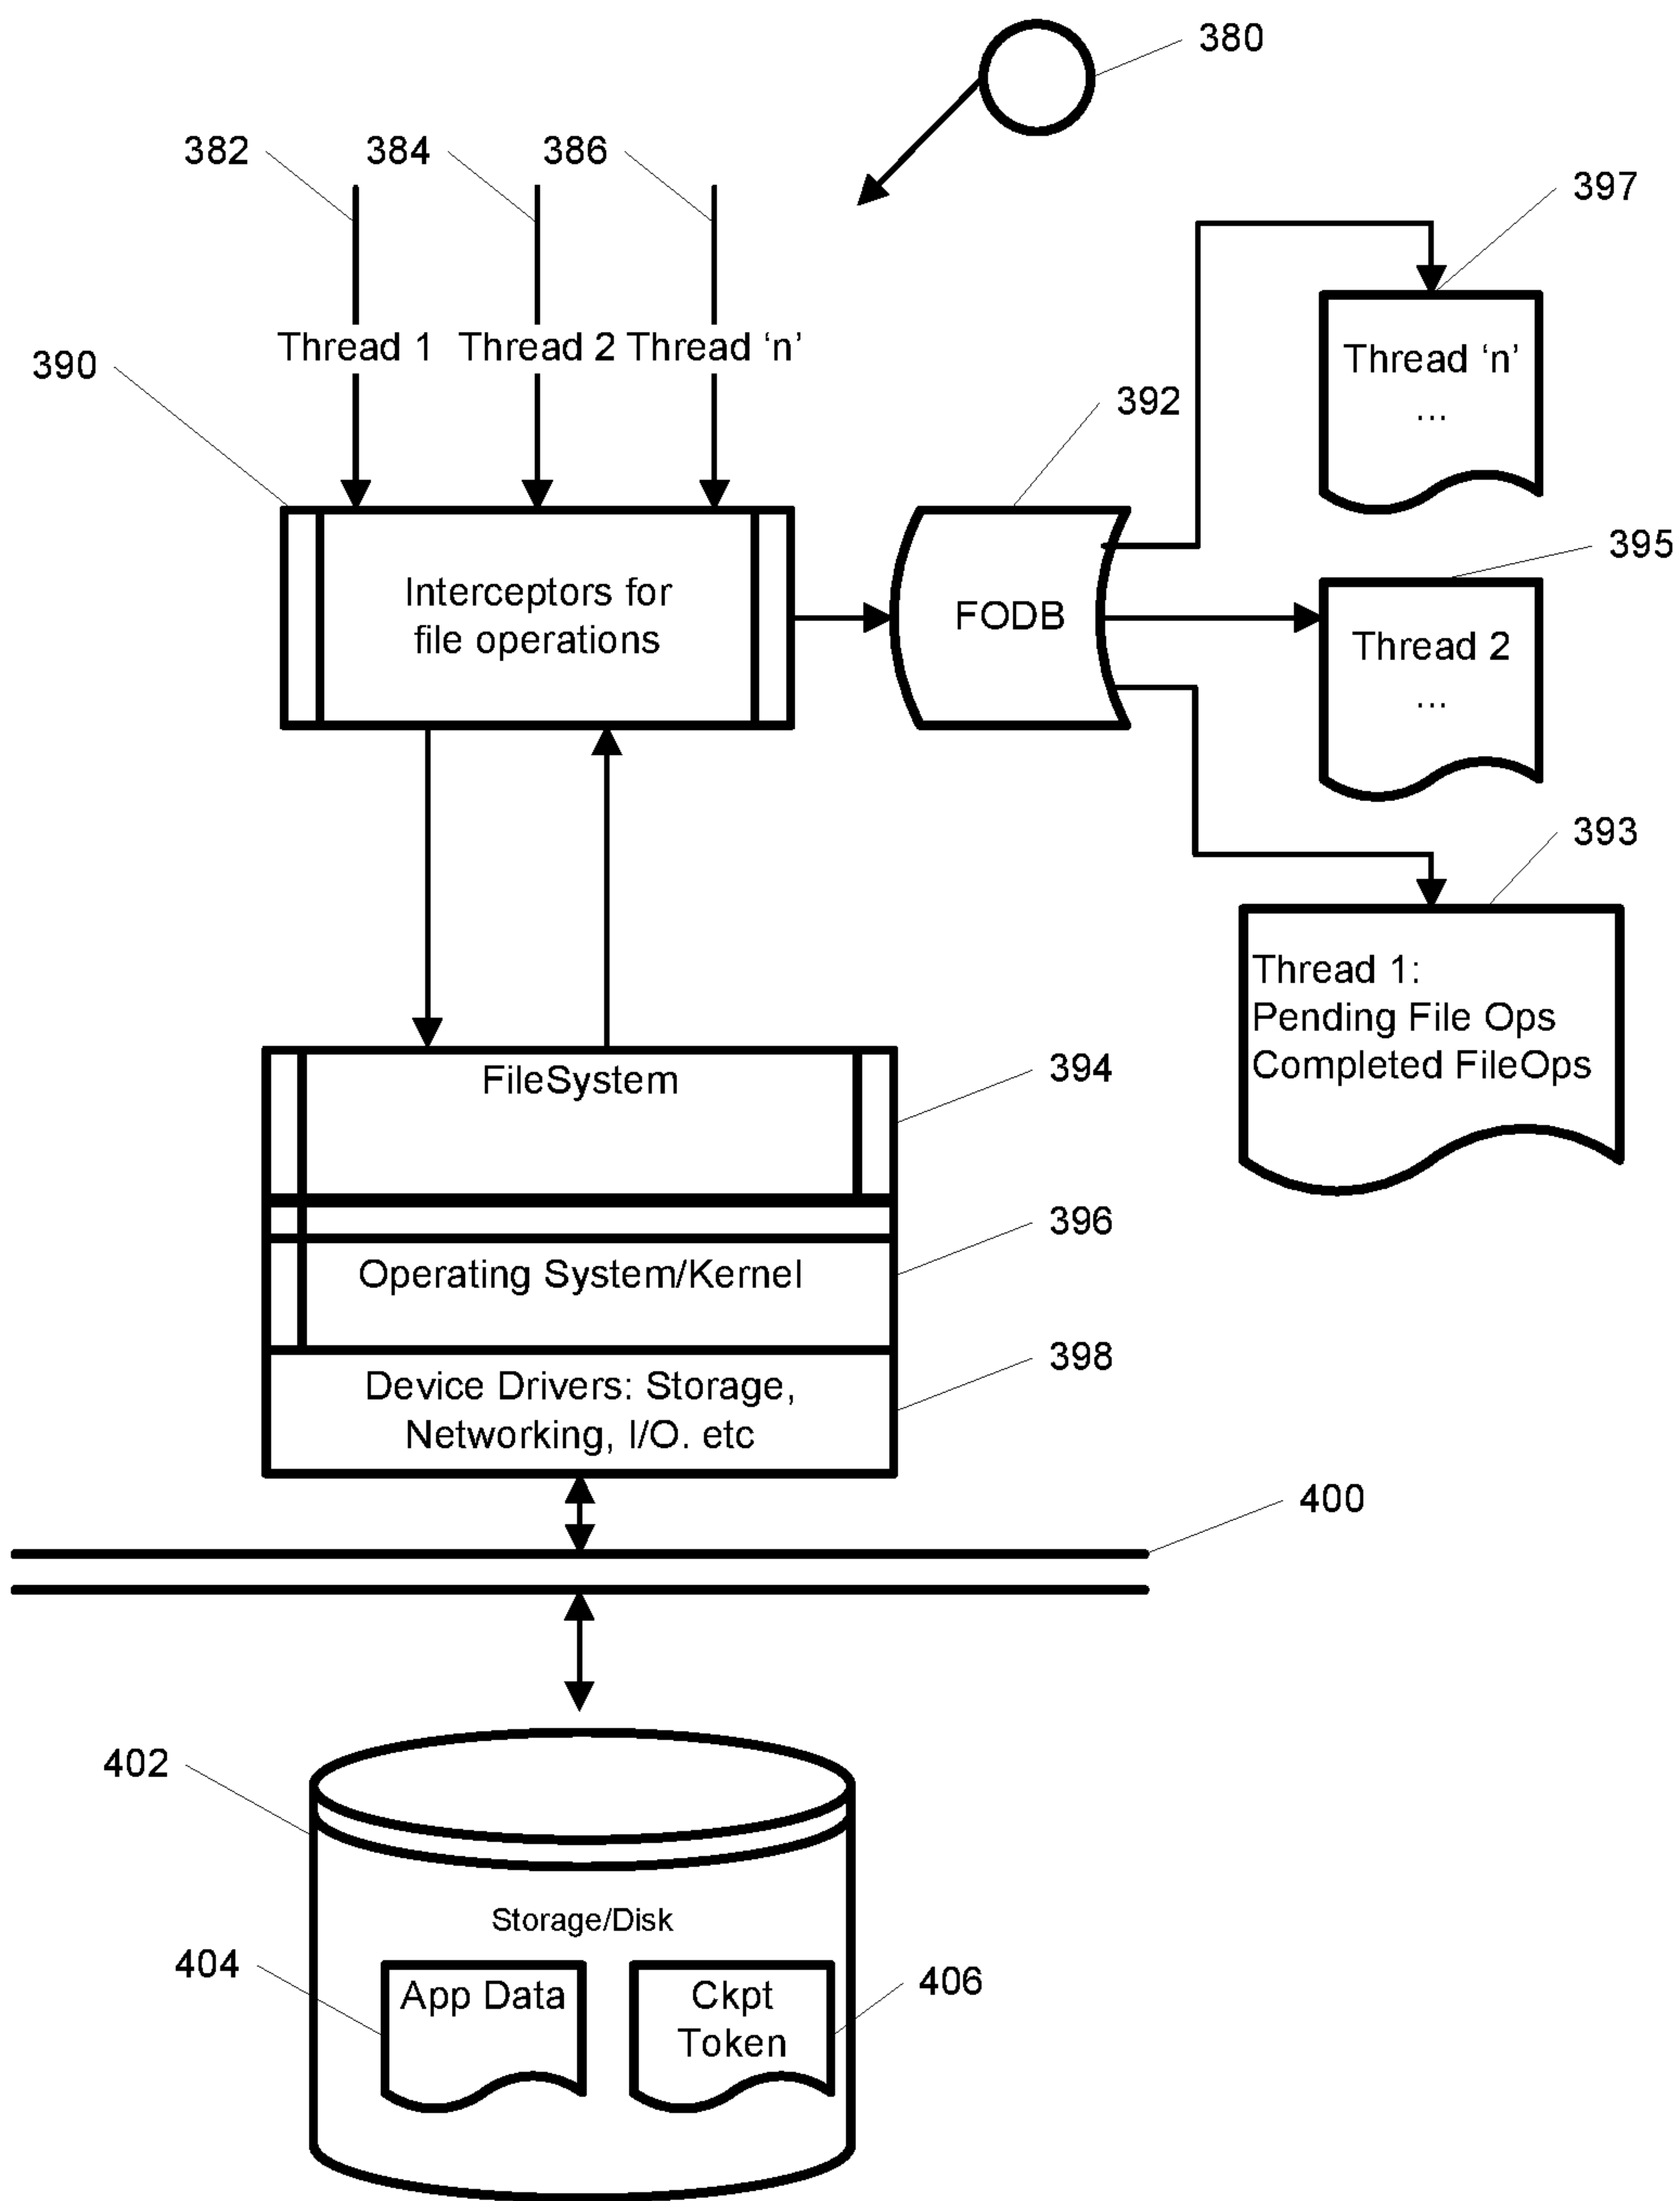 380
382
384
386
397
Thread 1
Thread 2
Thread ‘n’
390
Thread ‘n’
...
392
395
Interceptors for
file operations
FODB
Thread 2
...
393
Thread 1:
Pending File Ops
Completed FileOps
FileSystem
394
396
Operating System/Kernel
398
Device Drivers: Storage,
Networking, I/O. etc
400
402
Storage/Disk
404
App Data
Ckpt
Token
406